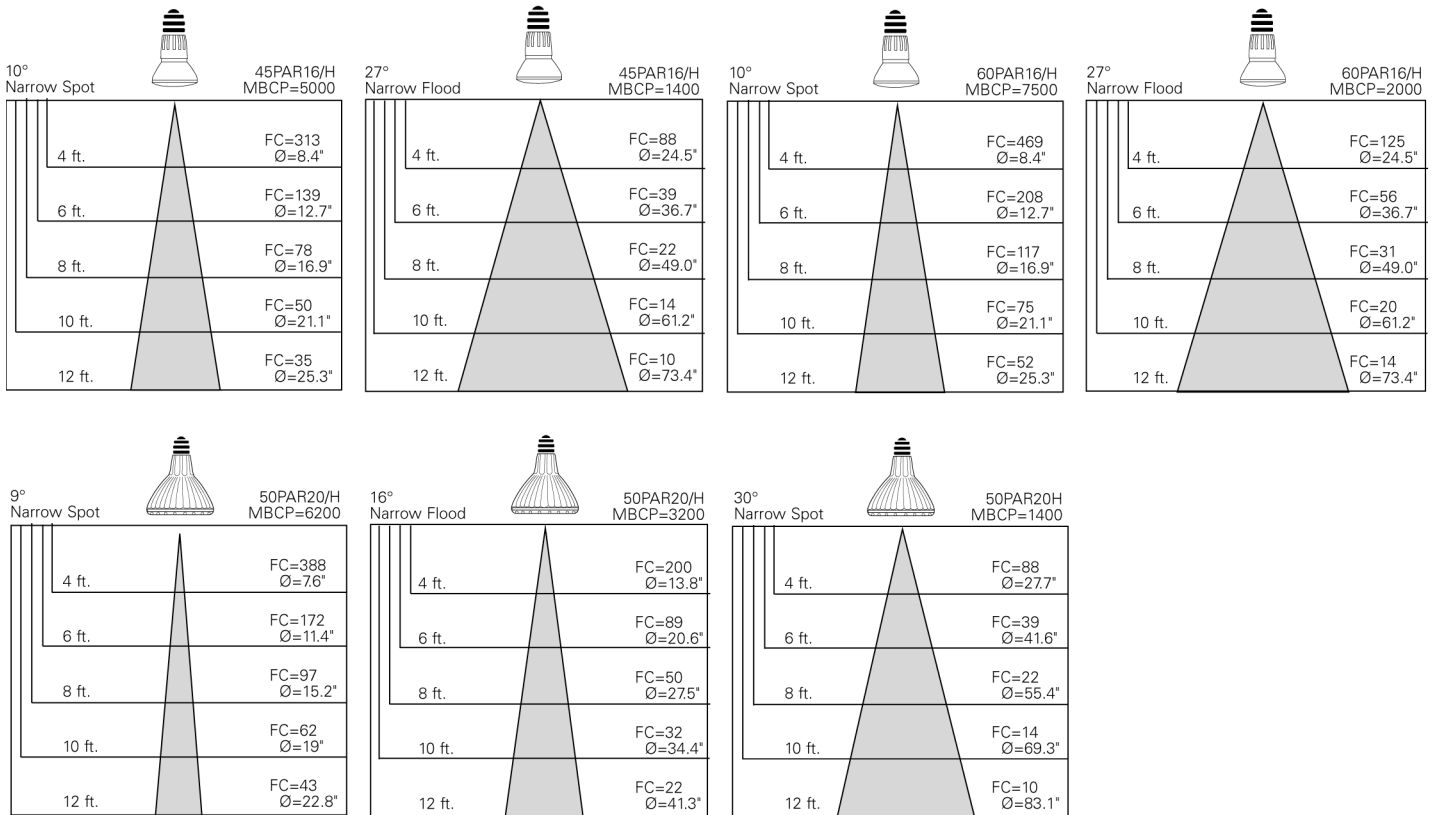 10°
Narrow Spot
45PAR16/H
MBCP=5000
4 ft.
FC=313
Ø=8.4"
6 ft.
FC=139
Ø=12.7"
8 ft.
FC=78
Ø=16.9"
10 ft.
FC=50
Ø=21.1"
12 ft.
FC=35
Ø=25.3"
27°
Narrow Flood
45PAR16/H
MBCP=1400
4 ft.
FC=88
Ø=24.5"
6 ft.
FC=39
Ø=36.7"
8 ft.
FC=22
Ø=49.0"
10 ft.
FC=14
Ø=61.2"
12 ft.
FC=10
Ø=73.4"
10°
Narrow Spot
60PAR16/H
MBCP=7500
4 ft.
FC=469
Ø=8.4"
6 ft.
FC=208
Ø=12.7"
8 ft.
FC=117
Ø=16.9"
10 ft.
FC=75
Ø=21.1"
12 ft.
FC=52
Ø=25.3"
27°
Narrow Flood
60PAR16/H
MBCP=2000
4 ft.
FC=125
Ø=24.5"
6 ft.
FC=56
Ø=36.7"
8 ft.
FC=31
Ø=49.0"
10 ft.
FC=20
Ø=61.2"
12 ft.
FC=14
Ø=73.4"
9°
Narrow Spot
50PAR20/H
MBCP=6200
4 ft.
FC=388
Ø=7.6"
6 ft.
FC=172
Ø=11.4"
8 ft.
FC=97
Ø=15.2"
10 ft.
FC=62
Ø=19"
12 ft.
FC=43
Ø=22.8"
16°
Narrow Flood
50PAR20/H
MBCP=3200
4 ft.
FC=200
Ø=13.8"
6 ft.
FC=89
Ø=20.6"
8 ft.
FC=50
Ø=27.5"
10 ft.
FC=32
Ø=34.4"
12 ft.
FC=22
Ø=41.3"
30°
Narrow Spot
50PAR20H
MBCP=1400
4 ft.
FC=88
Ø=27.7"
6 ft.
FC=39
Ø=41.6"
8 ft.
FC=22
Ø=55.4"
10 ft.
FC=14
Ø=69.3"
12 ft.
FC=10
Ø=83.1"